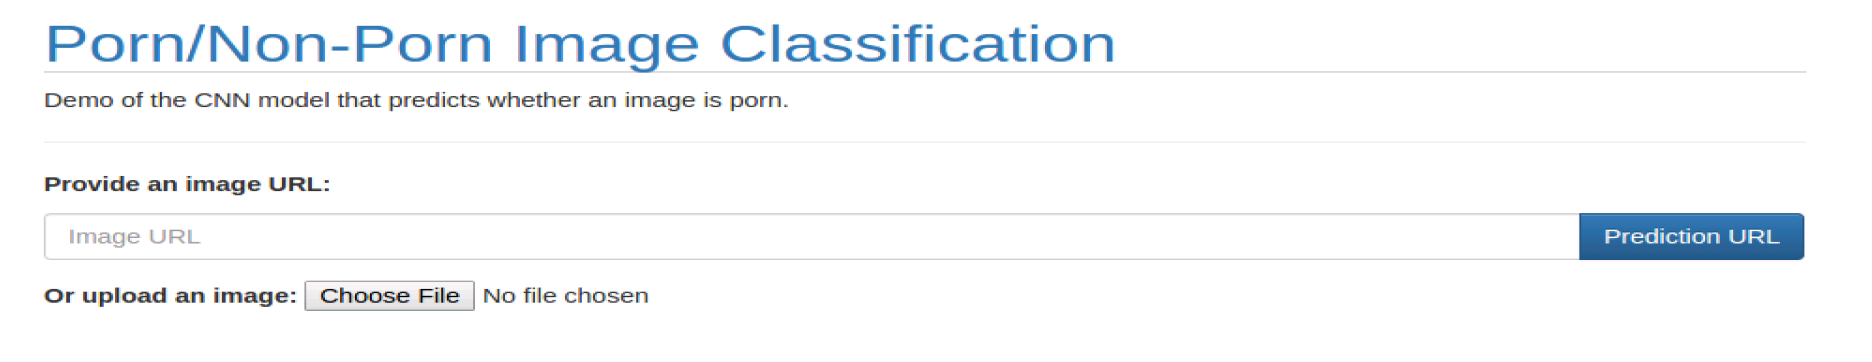 Porn/Non-Porn Image Classification
Demo of the CNN model that predicts whether an image is porn.
Provide an image URL:
Image URL
Prediction URL
Or upload an image: Choose File No file chosen